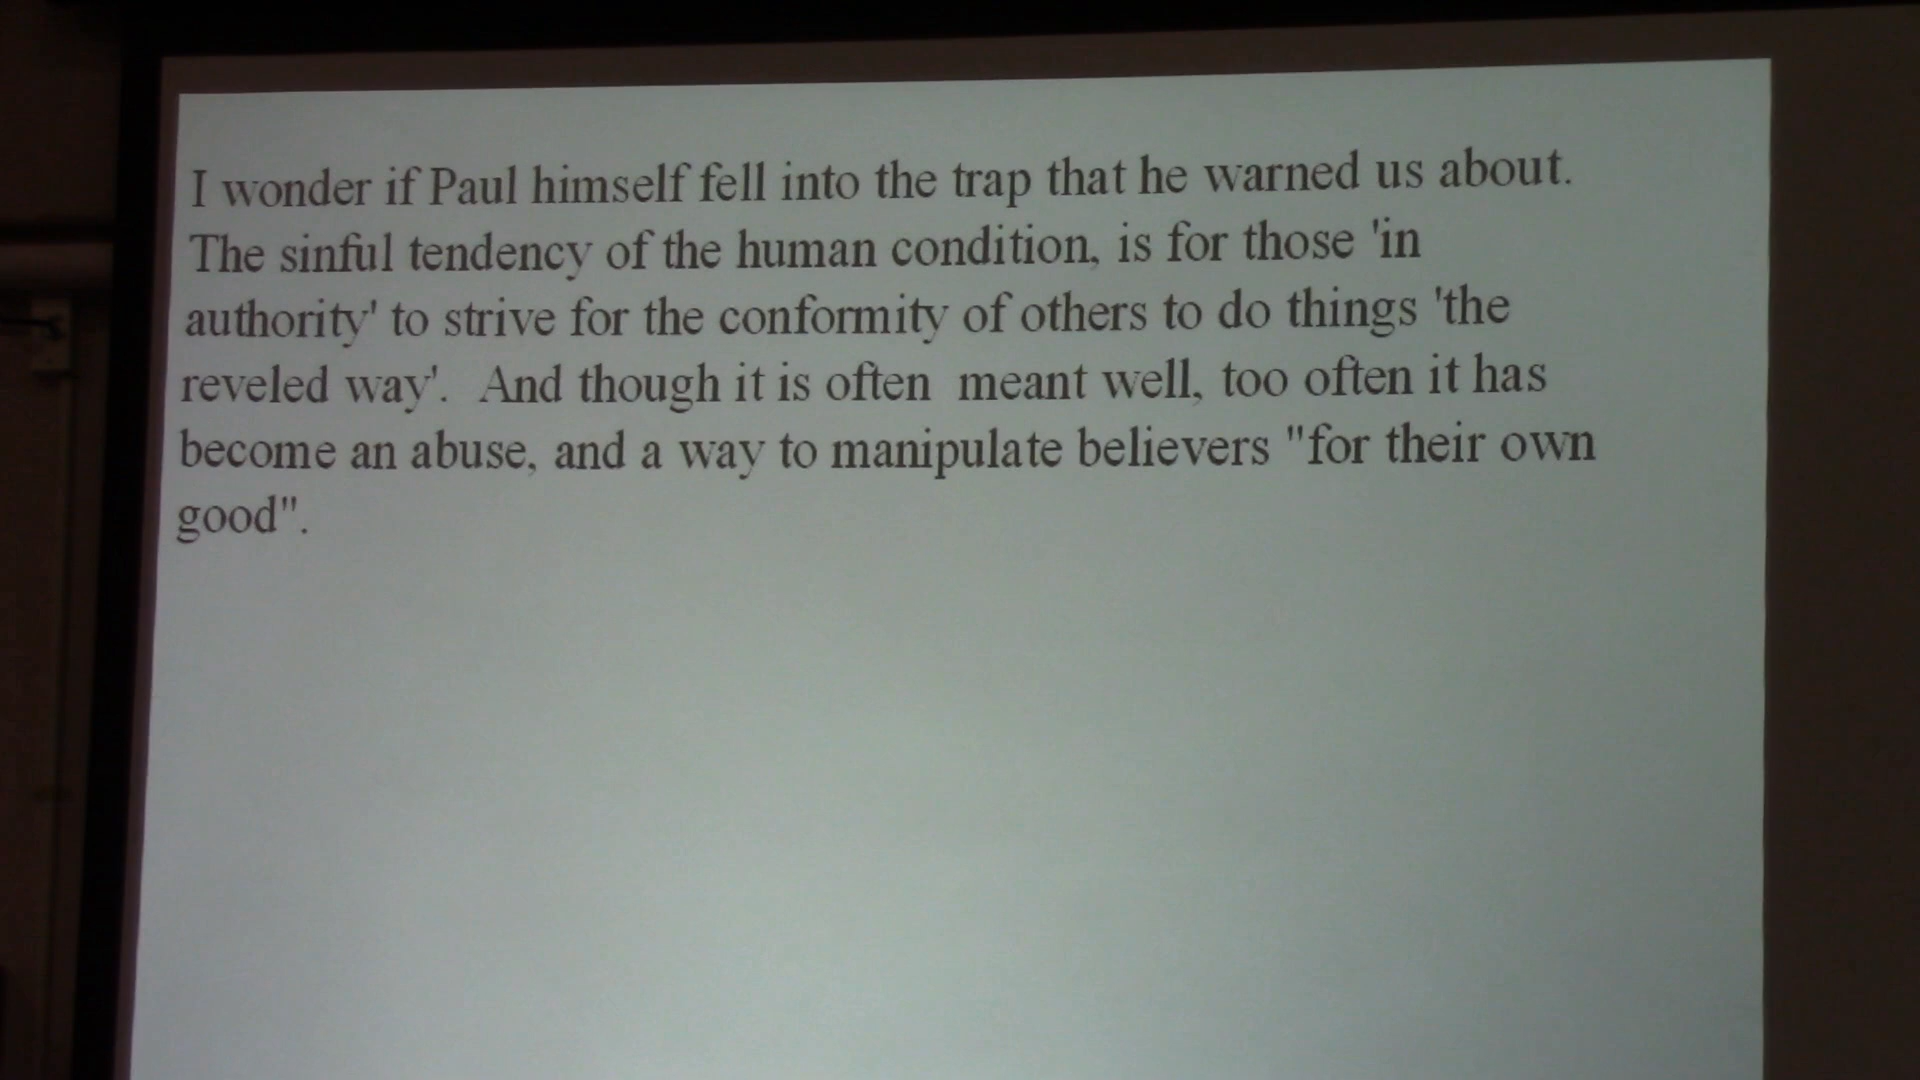 I wonder if Paul himself fell into the trap that he warned us about.
The sinful tendency of the human condition, is for those 'in
authority' to strive for the conformity of others to do things 'the
reveled way'.  And though it is often  meant well, too often it has
become an abuse, and a way to manipulate believers "for their own
good".